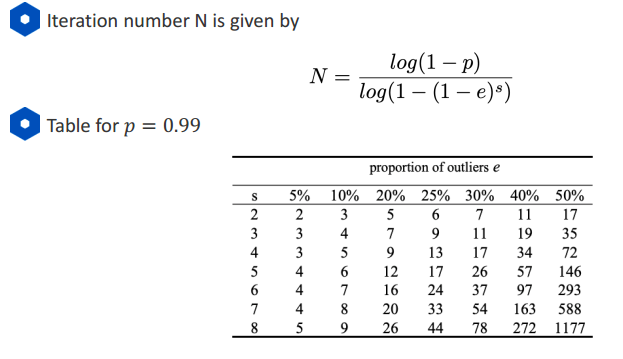 Iteration number N is given by
N = log(1 − p) / log(1 − (1 − e)^s)
Table for p = 0.99
proportion of outliers e
s 5% 10% 20% 25% 30% 40% 50%
2 2 3 5 6 7 11 17
3 3 4 7 9 11 19 35
4 3 5 9 13 17 34 72
5 4 6 12 17 26 57 146
6 4 7 16 24 37 97 293
7 4 8 20 33 54 163 588
8 5 9 26 44 78 272 1177